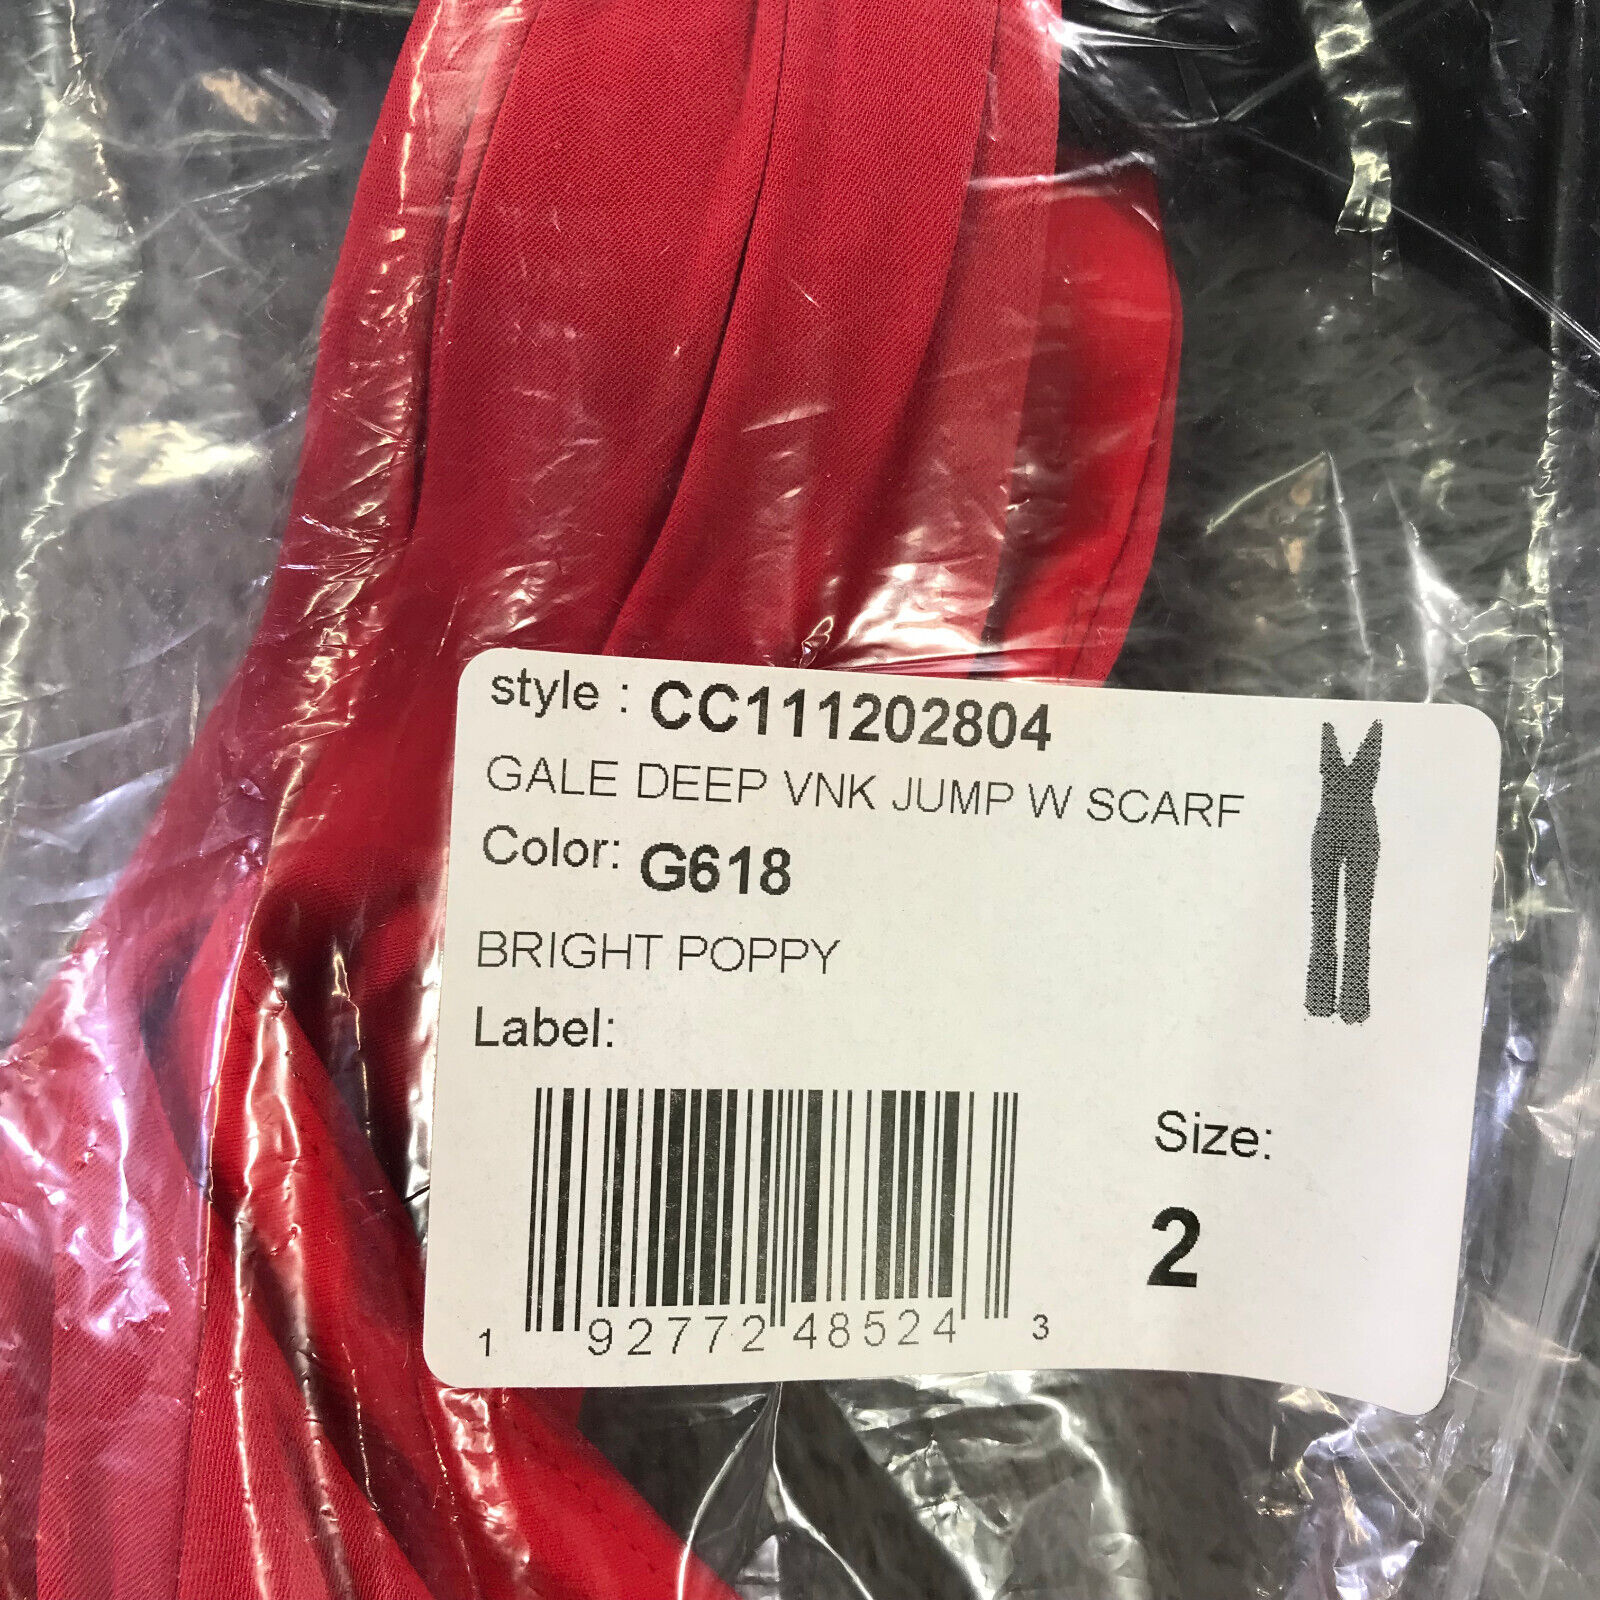 style : CC111202804
GALE DEEP VNK JUMP W SCARF
Color: G618
BRIGHT POPPY
Label:
Size:
2
1 92772 48524 3